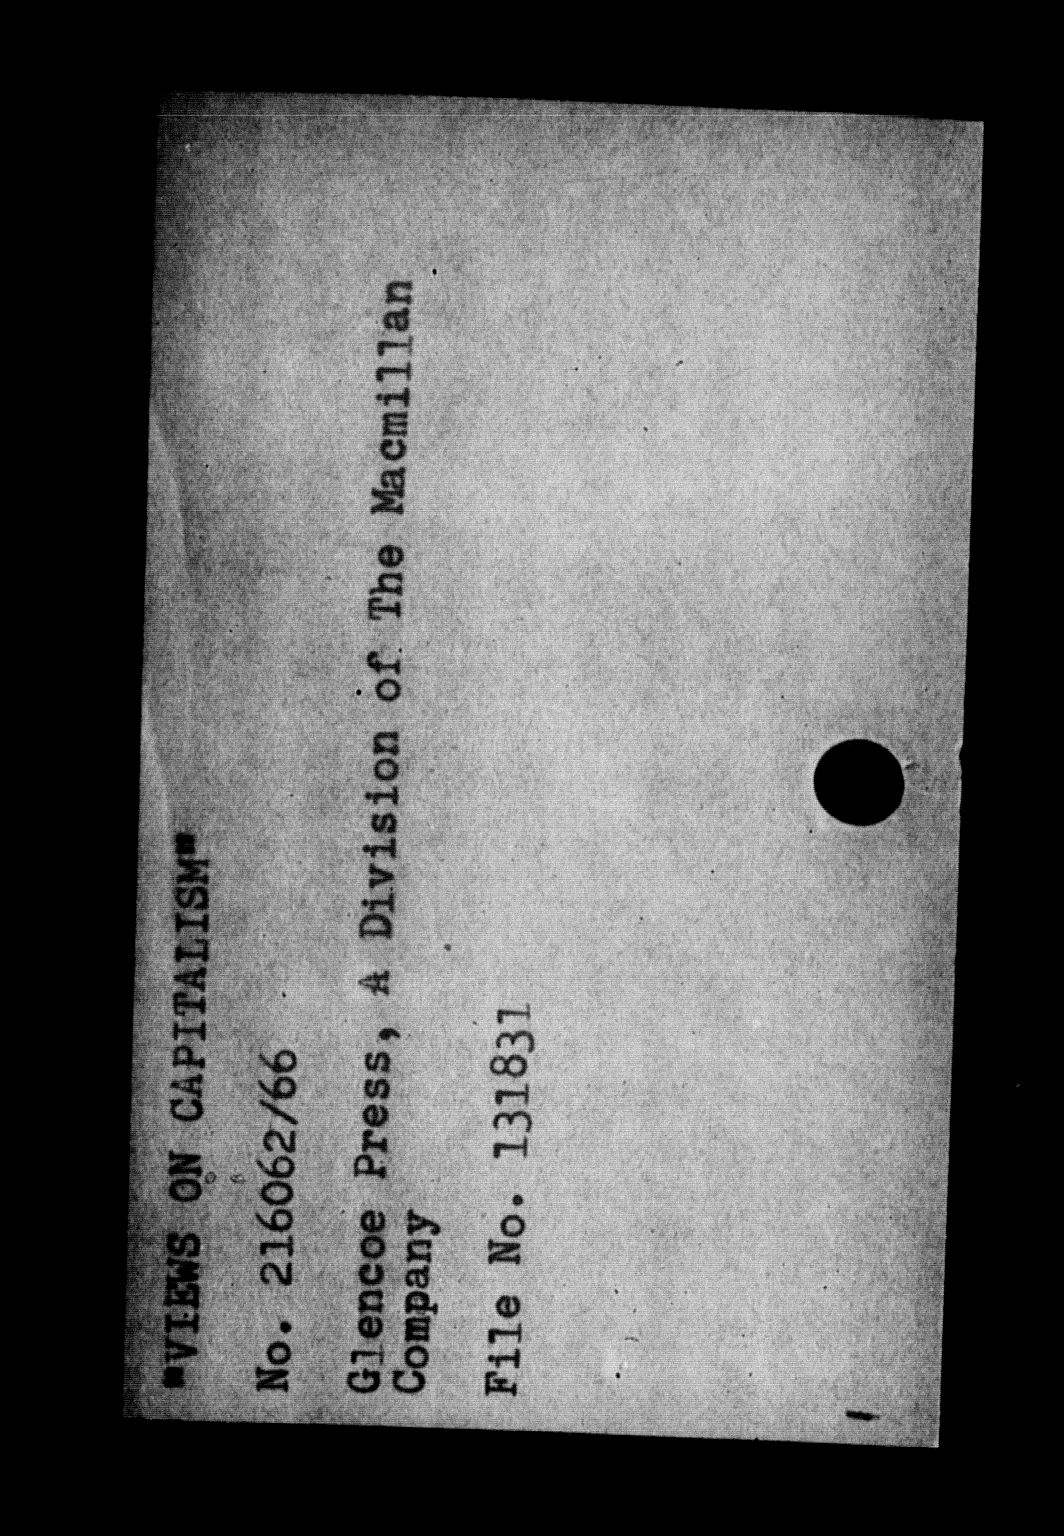 "VIEWS ON CAPITALISM"
No. 216062/66
Glencoe Press, A Division of The Macmillan
Company
File No. 131831